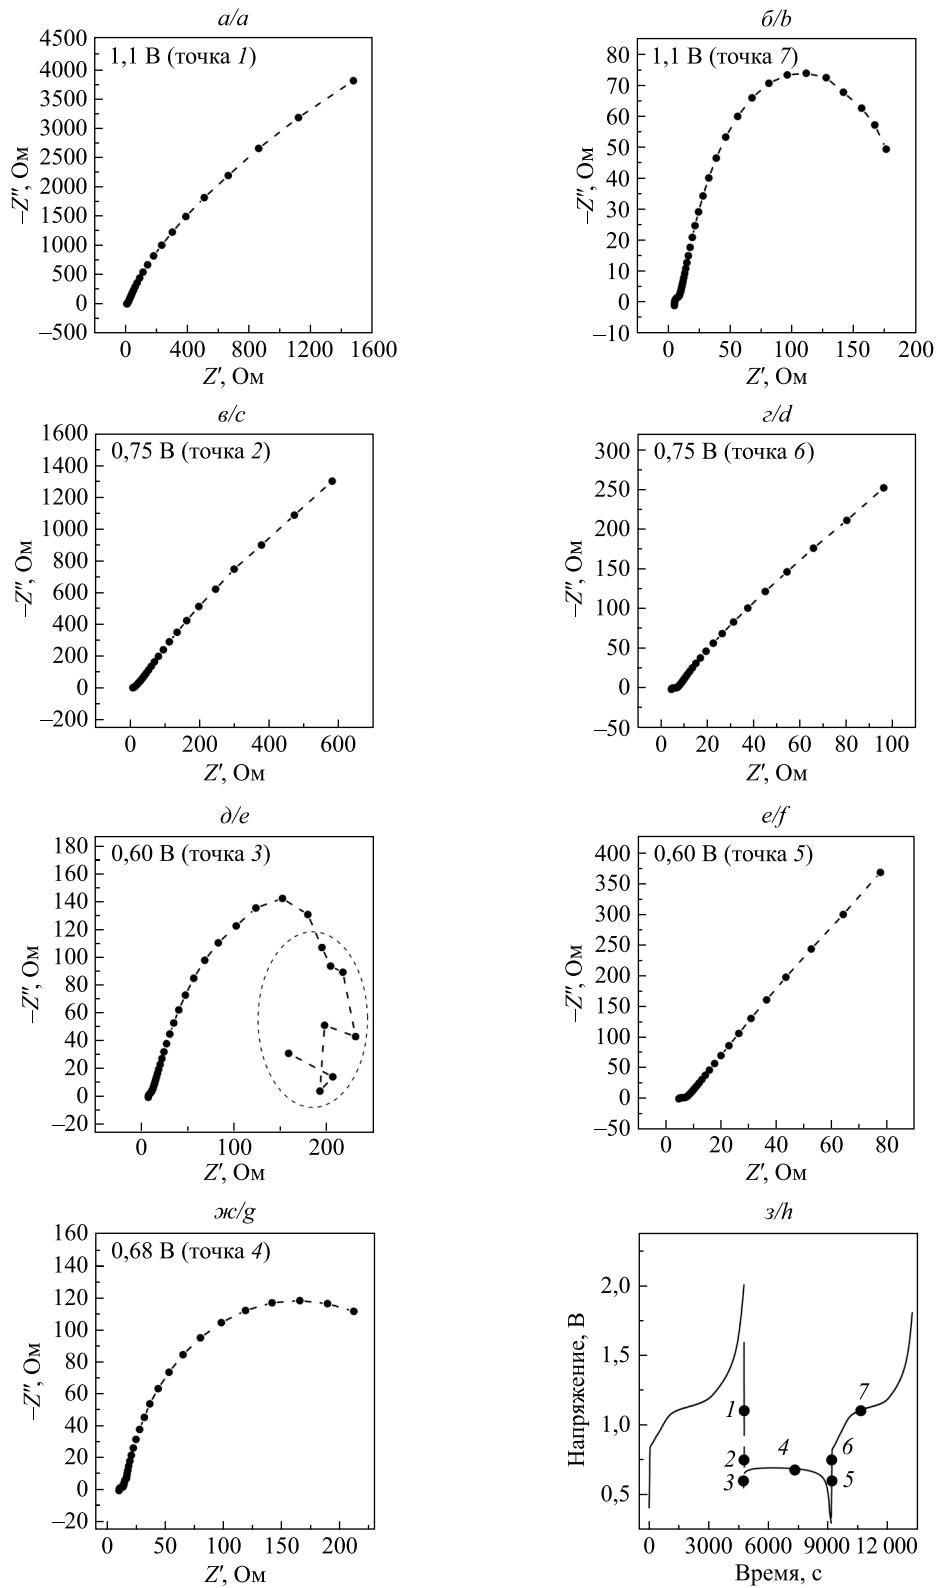 а/a
4500
4000
3500
3000
2500
2000
1500
1000
500
0
–500
–Z″, Ом
1,1 В (точка 1)
0 400 800 1200 1600
Z′, Ом
б/b
80
70
60
50
40
30
20
10
0
–10
–Z″, Ом
1,1 В (точка 7)
0 50 100 150 200
Z′, Ом
в/c
1600
1400
1200
1000
800
600
400
200
0
–200
–Z″, Ом
0,75 В (точка 2)
0 200 400 600
Z′, Ом
г/d
300
250
200
150
100
50
0
–50
–Z″, Ом
0,75 В (точка 6)
0 20 40 60 80 100
Z′, Ом
д/e
180
160
140
120
100
80
60
40
20
0
–20
–Z″, Ом
0,60 В (точка 3)
0 100 200
Z′, Ом
е/f
400
350
300
250
200
150
100
50
0
–50
–Z″, Ом
0,60 В (точка 5)
0 20 40 60 80
Z′, Ом
ж/g
160
140
120
100
80
60
40
20
0
–20
–Z″, Ом
0,68 В (точка 4)
0 50 100 150 200
Z′, Ом
з/h
2,0
1,5
1,0
0,5
Напряжение, В
1
2
3
4
5
6
7
0 3000 6000 9000 12 000
Время, с